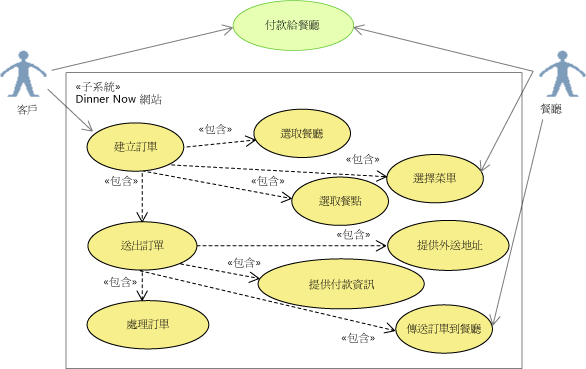 付款給餐廳
客戶
餐廳
«子系統»
Dinner Now 網站
建立訂單
«包含»
選取餐廳
«包含»
選擇菜單
«包含»
選取餐點
«包含»
送出訂單
«包含»
提供外送地址
«包含»
提供付款資訊
«包含»
處理訂單
«包含»
傳送訂單到餐廳